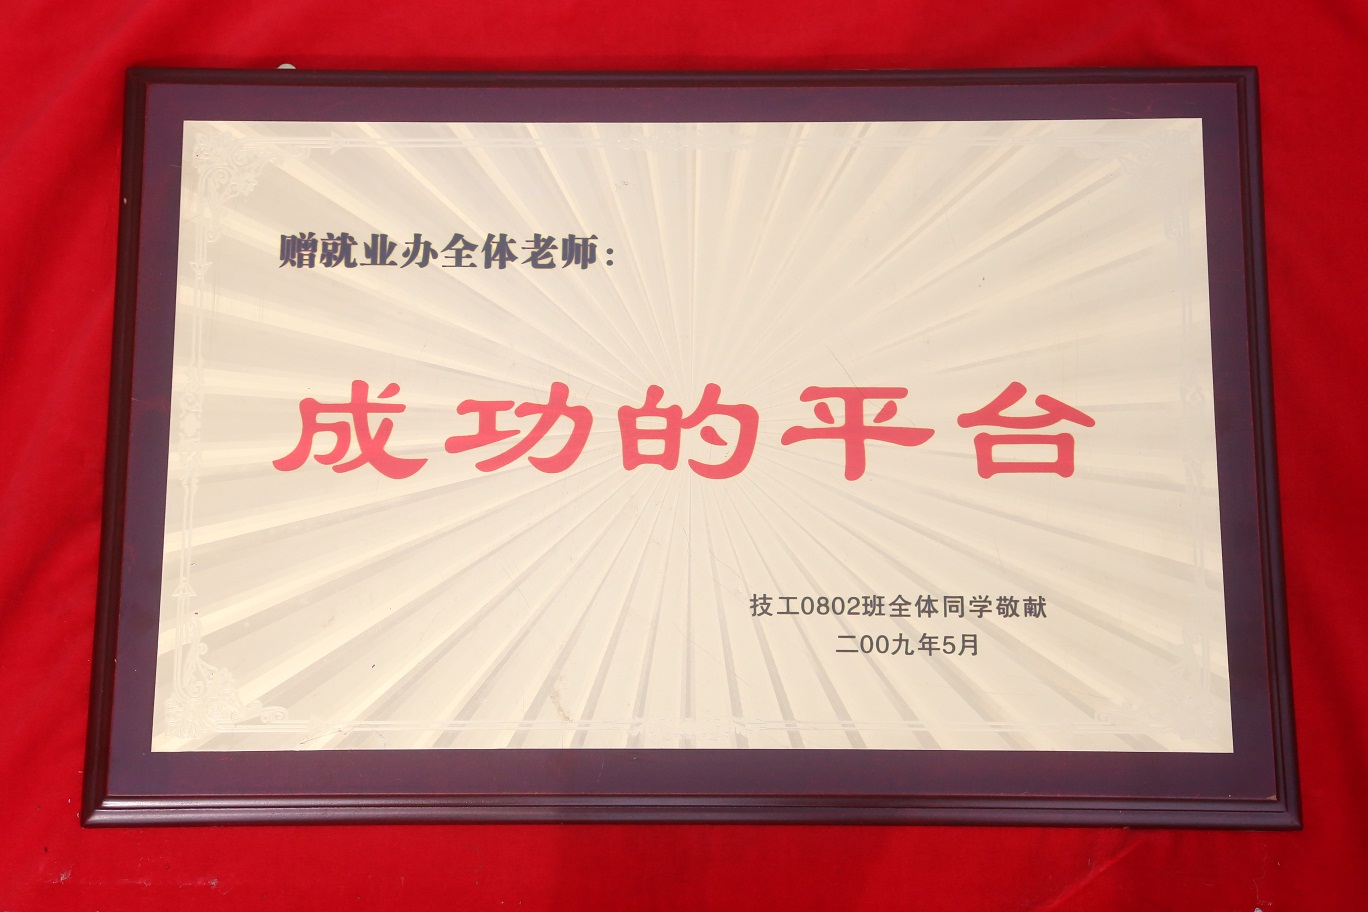 赠就业办全体老师：
成功的平台
技工0802班全体同学敬献
二00九年5月